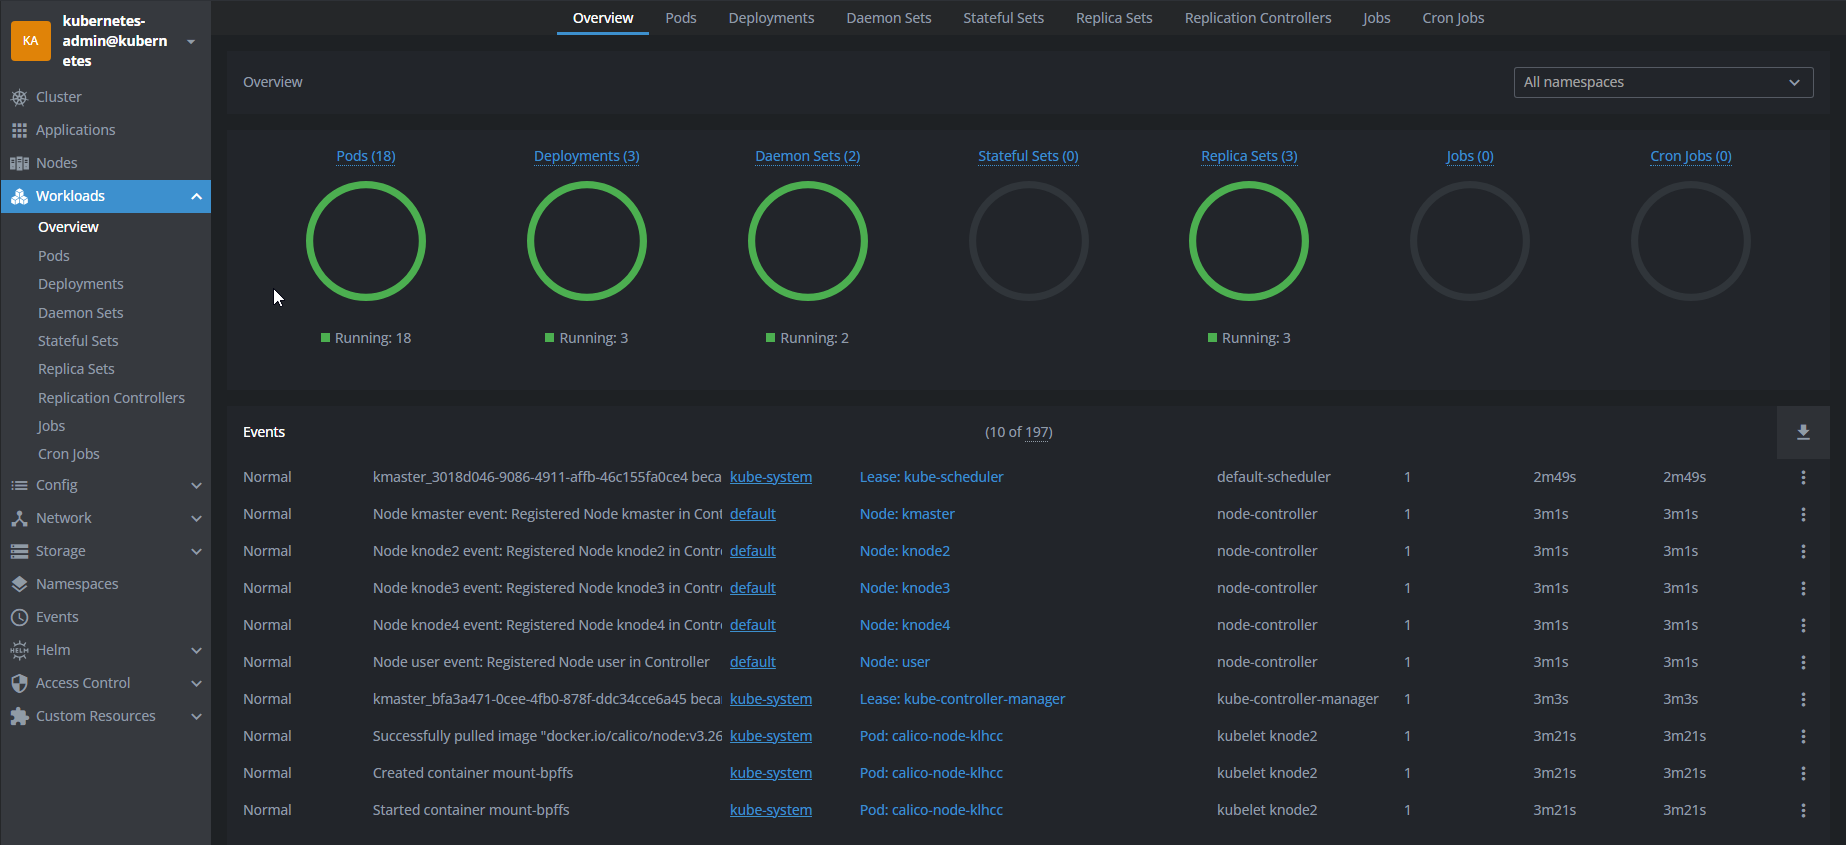 KA
kubernetes-
admin@kubern
etes
Cluster
Applications
Nodes
Workloads
Overview
Pods
Deployments
Daemon Sets
Stateful Sets
Replica Sets
Replication Controllers
Jobs
Cron Jobs
Config
Network
Storage
Namespaces
Events
HELM Helm
Access Control
Custom Resources
Overview Pods Deployments Daemon Sets Stateful Sets Replica Sets Replication Controllers Jobs Cron Jobs
Overview All namespaces
Pods (18) Deployments (3) Daemon Sets (2) Stateful Sets (0) Replica Sets (3) Jobs (0) Cron Jobs (0)
Running: 18 Running: 3 Running: 2 Running: 3
Events (10 of 197)
Normal kmaster_3018d046-9086-4911-affb-46c155fa0ce4 beca kube-system Lease: kube-scheduler default-scheduler 1 2m49s 2m49s
Normal Node kmaster event: Registered Node kmaster in Cont default Node: kmaster node-controller 1 3m1s 3m1s
Normal Node knode2 event: Registered Node knode2 in Contr default Node: knode2 node-controller 1 3m1s 3m1s
Normal Node knode3 event: Registered Node knode3 in Contr default Node: knode3 node-controller 1 3m1s 3m1s
Normal Node knode4 event: Registered Node knode4 in Contr default Node: knode4 node-controller 1 3m1s 3m1s
Normal Node user event: Registered Node user in Controller default Node: user node-controller 1 3m1s 3m1s
Normal kmaster_bfa3a471-0cee-4fb0-878f-ddc34cce6a45 beca kube-system Lease: kube-controller-manager kube-controller-manager 1 3m3s 3m3s
Normal Successfully pulled image "docker.io/calico/node:v3.26 kube-system Pod: calico-node-klhcc kubelet knode2 1 3m21s 3m21s
Normal Created container mount-bpffs kube-system Pod: calico-node-klhcc kubelet knode2 1 3m21s 3m21s
Normal Started container mount-bpffs kube-system Pod: calico-node-klhcc kubelet knode2 1 3m21s 3m21s